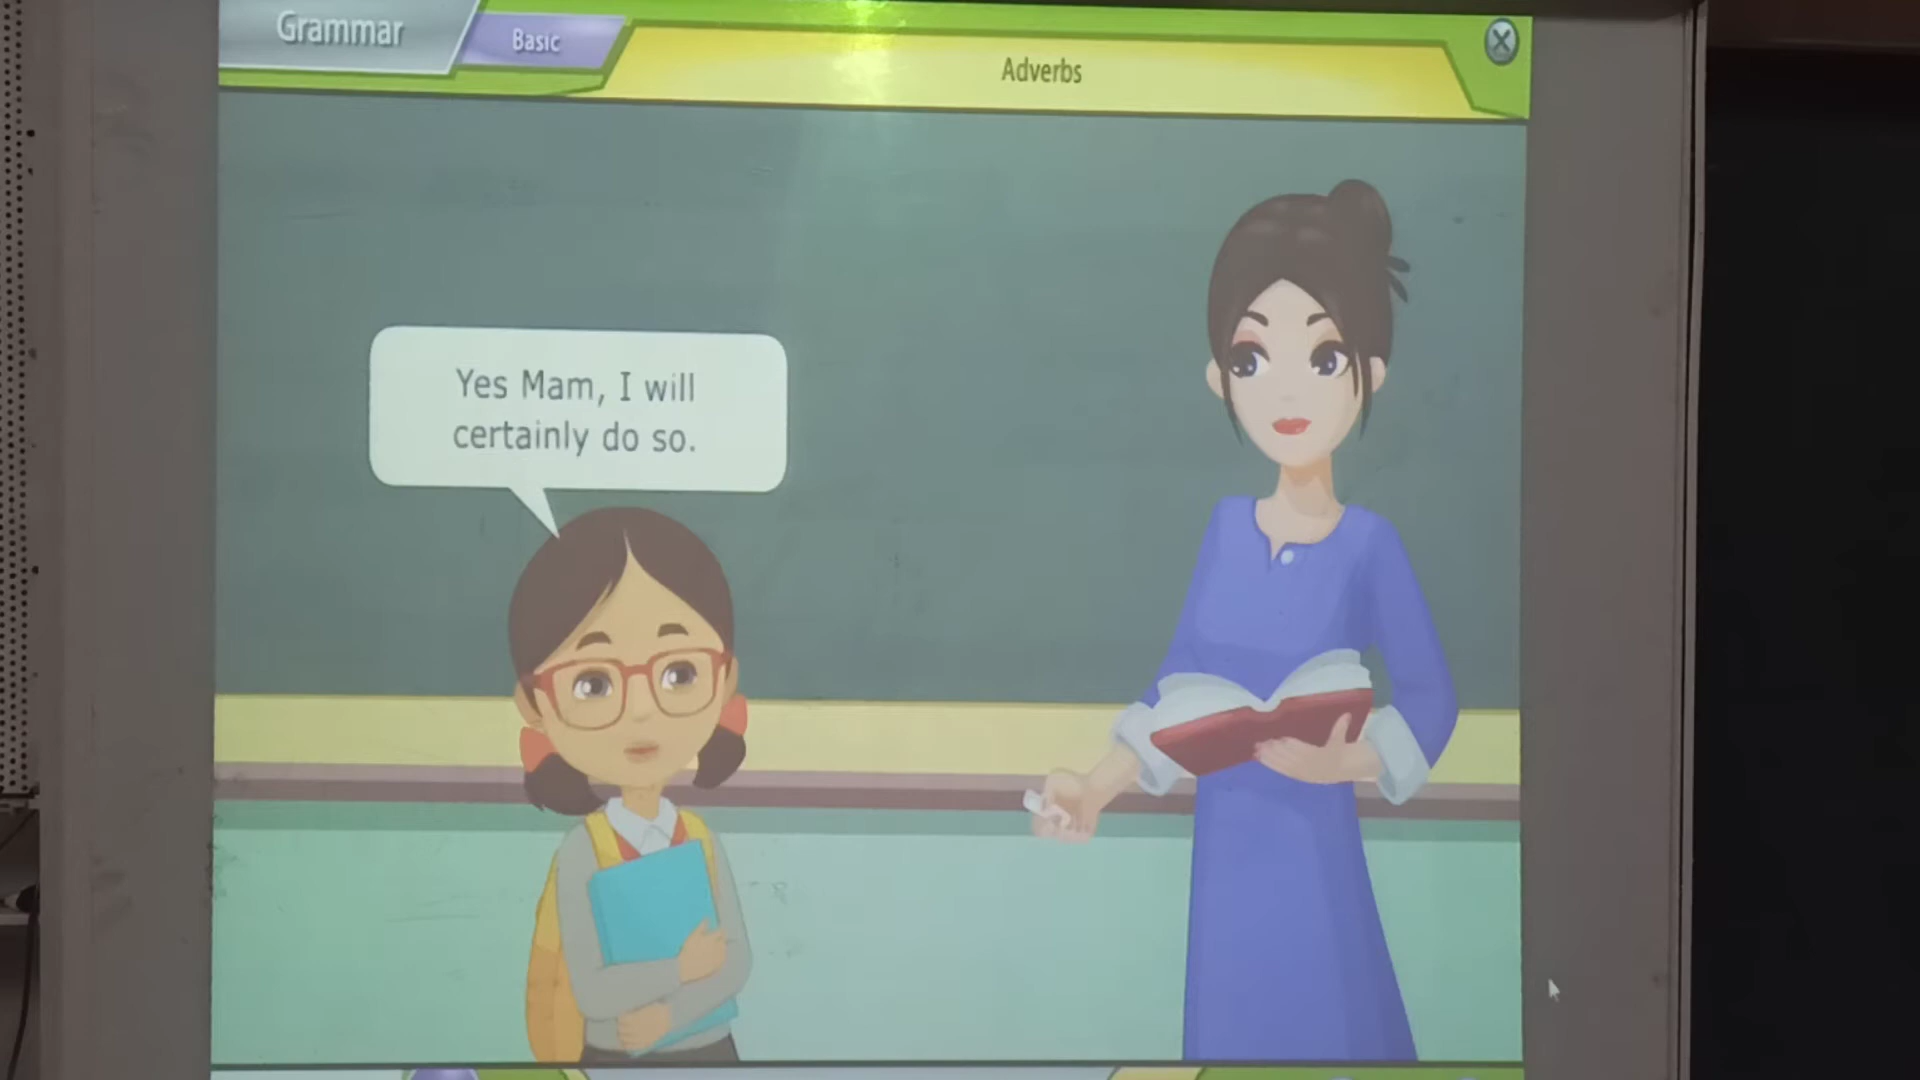 Grammar
Basic
Adverbs
Yes Mam, I will
certainly do so.